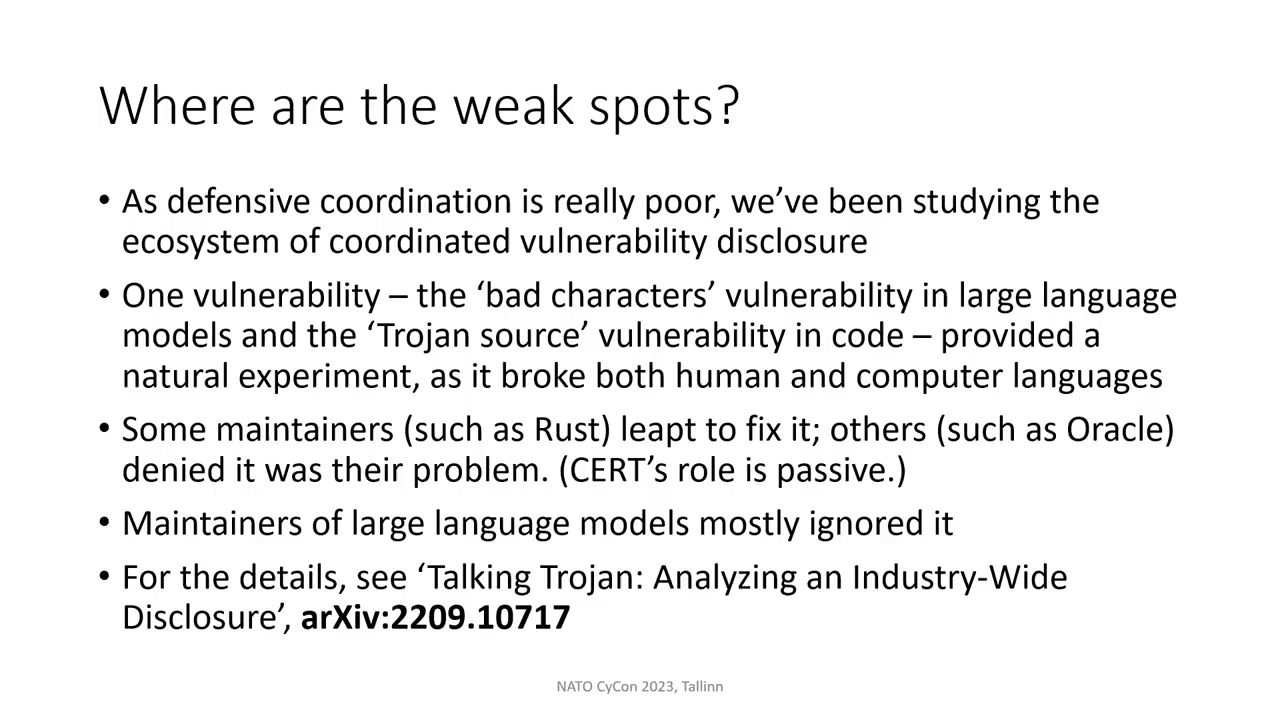 Where are the weak spots?
• As defensive coordination is really poor, we’ve been studying the
ecosystem of coordinated vulnerability disclosure
• One vulnerability – the ‘bad characters’ vulnerability in large language
models and the ‘Trojan source’ vulnerability in code – provided a
natural experiment, as it broke both human and computer languages
• Some maintainers (such as Rust) leapt to fix it; others (such as Oracle)
denied it was their problem. (CERT’s role is passive.)
• Maintainers of large language models mostly ignored it
• For the details, see ‘Talking Trojan: Analyzing an Industry-Wide
Disclosure’, arXiv:2209.10717
NATO CyCon 2023, Tallinn